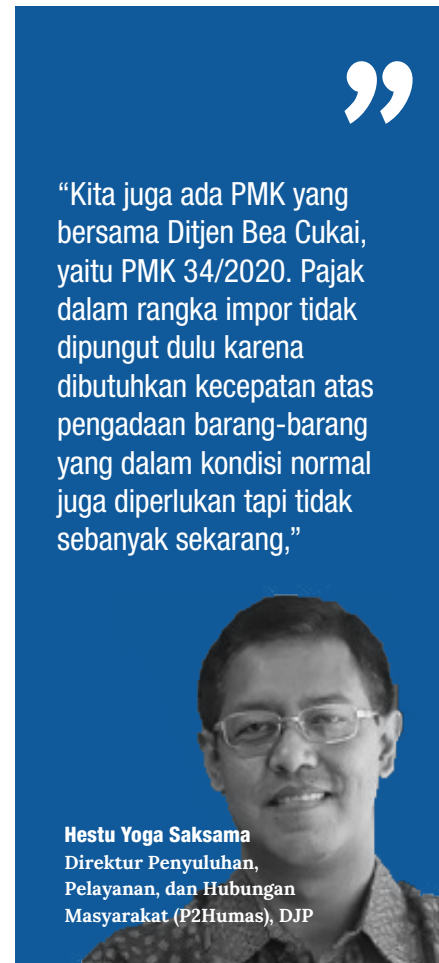 ”
“Kita juga ada PMK yang
bersama Ditjen Bea Cukai,
yaitu PMK 34/2020. Pajak
dalam rangka impor tidak
dipungut dulu karena
dibutuhkan kecepatan atas
pengadaan barang-barang
yang dalam kondisi normal
juga diperlukan tapi tidak
sebanyak sekarang,”
Hestu Yoga Saksama
Direktur Penyuluhan,
Pelayanan, dan Hubungan
Masyarakat (P2Humas), DJP